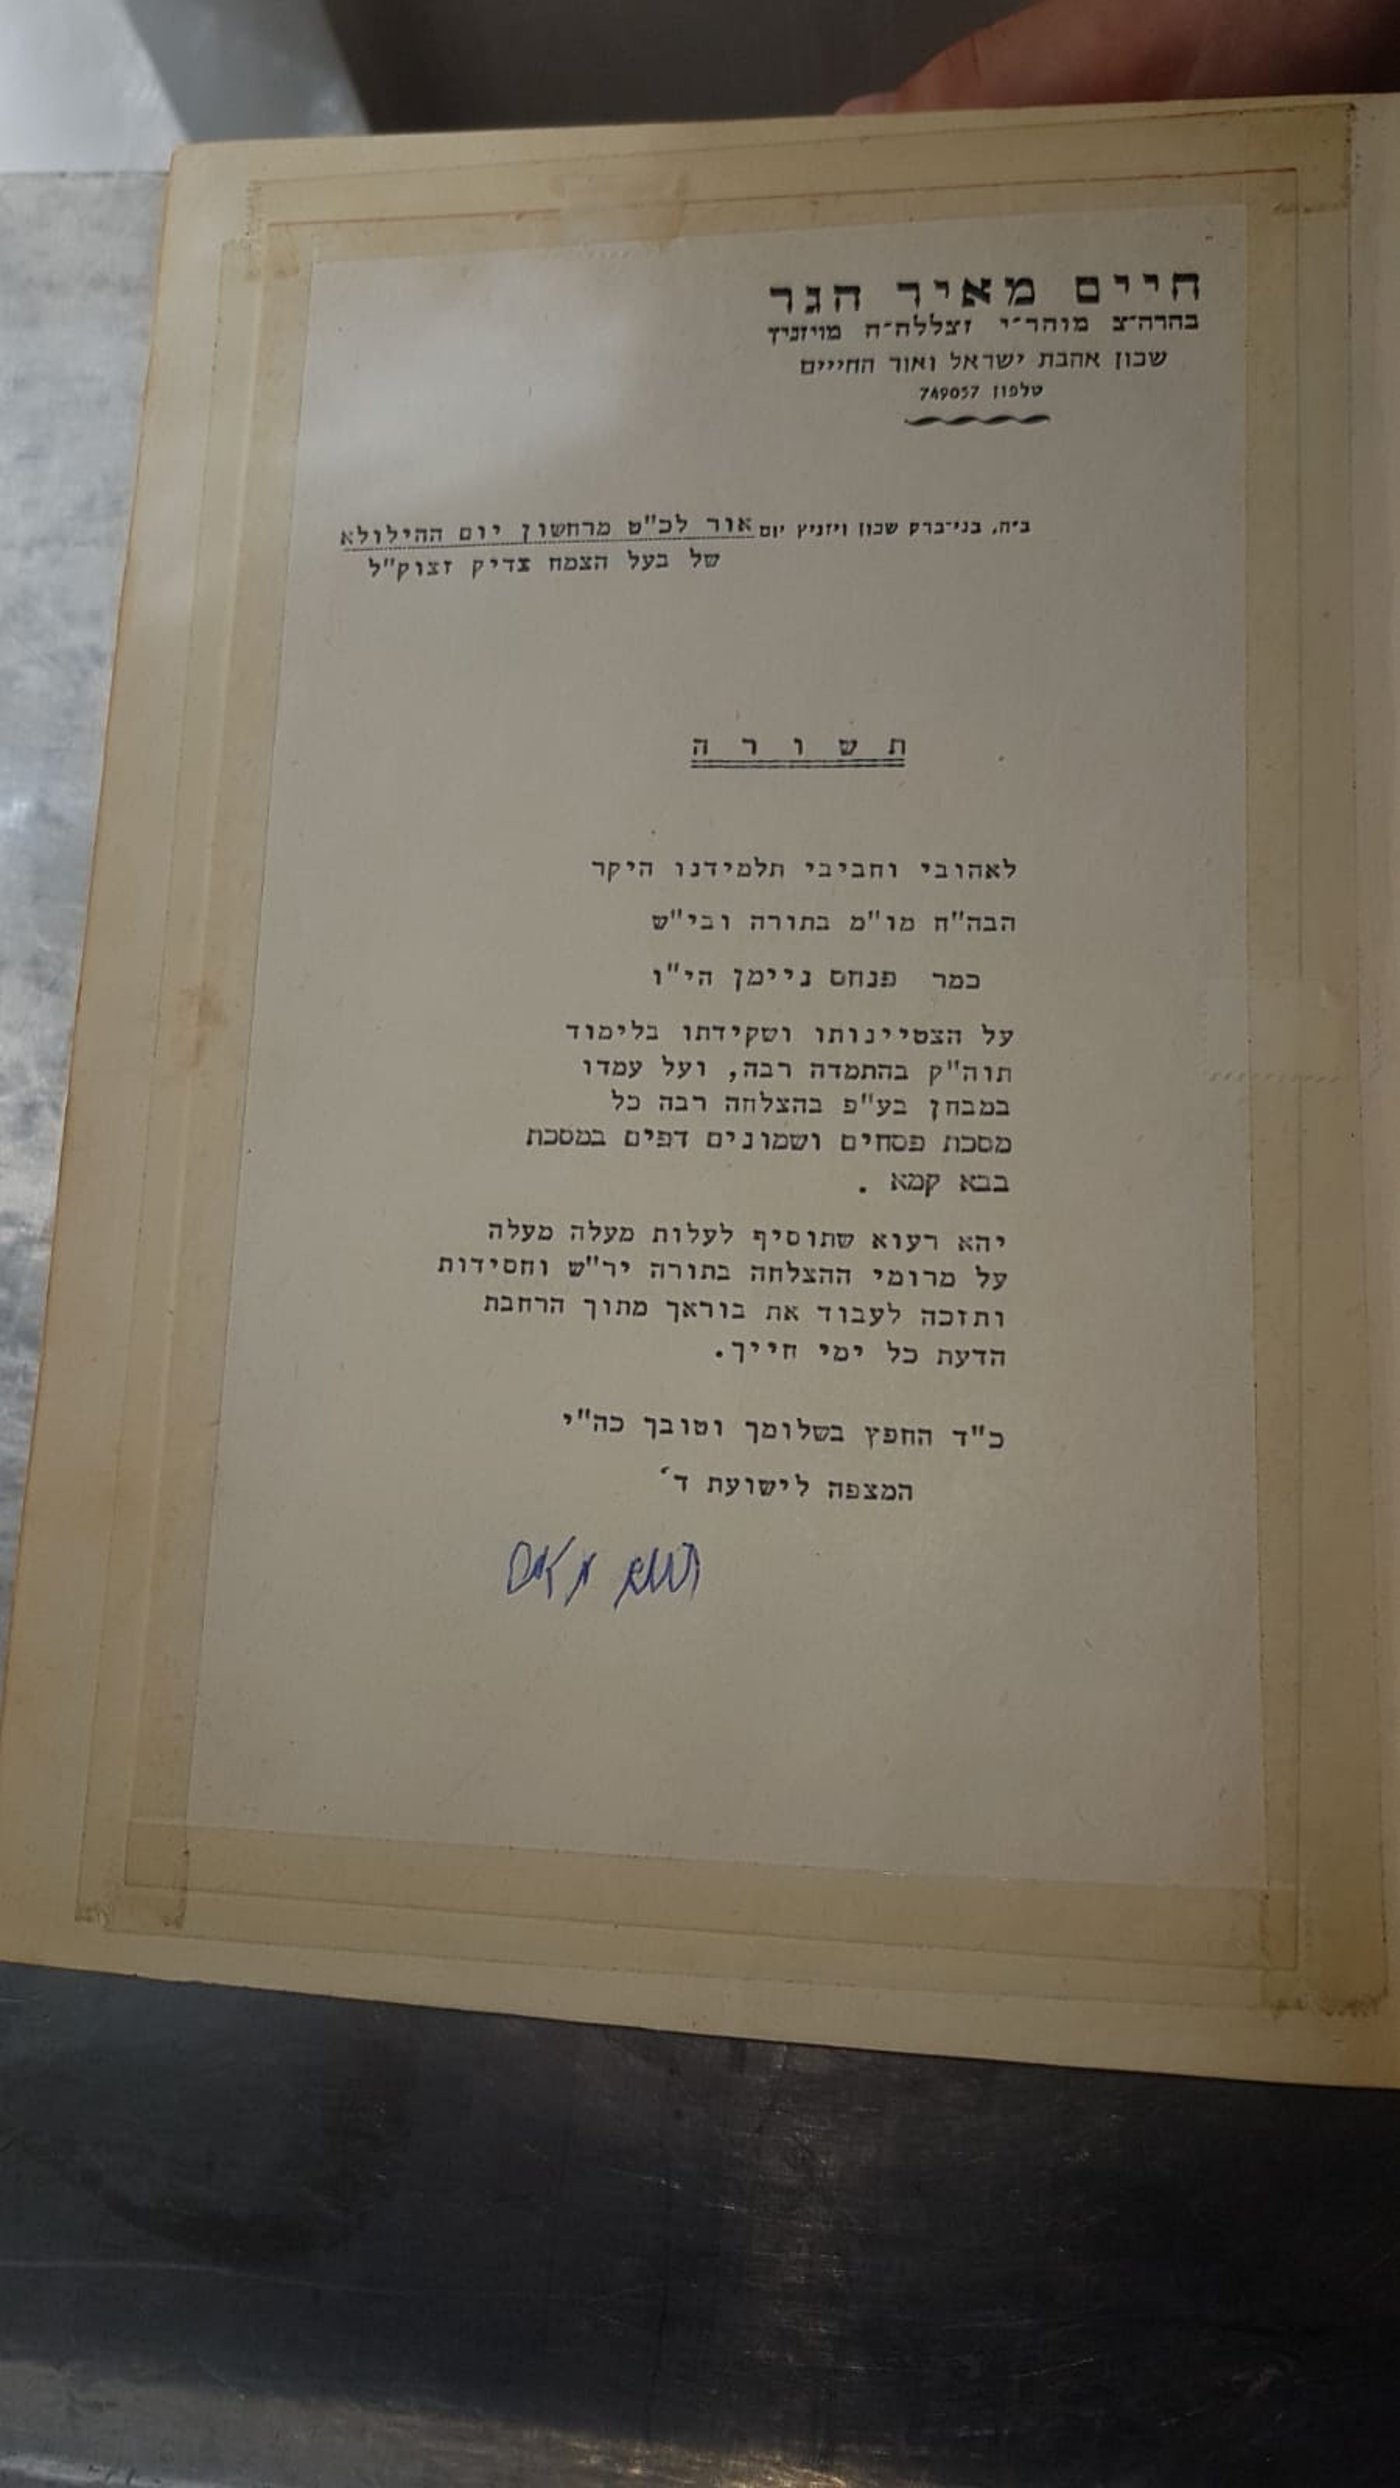 חיים מאיר הגר
בהרה״צ מוהר״י זצללה״ה מויזניץ
שכון אהבת ישראל ואור החיייים
טלפון 749057
ב״ה, בני־ברק שכון ויזניץ יום אור לכ"ט מרחשון יום ההילולא
של בעל הצמח צדיק זצוק"ל
תשורה
לאהובי וחביבי תלמידנו היקר
הבה"ח מו"מ בתורה ובי"ש
כמר פנחס ניימן הי"ו
על הצטיינותו ושקידתו בלימוד
תוה"ק בהתמדה רבה, ועל עמדו
במבחן בע"פ בהצלחה רבה כל
מסכת פסחים ושמונים דפים במסכת
בבא קמא .
יהא רעוא שתוסיף לעלות מעלה מעלה
על מרומי ההצלחה בתורה יר"ש וחסידות
ותזכה לעבוד את בוראך מתוך הרחבת
הדעת כל ימי חייך.
כ"ד החפץ בשלומך וטובך כה"י
המצפה לישועת ד'